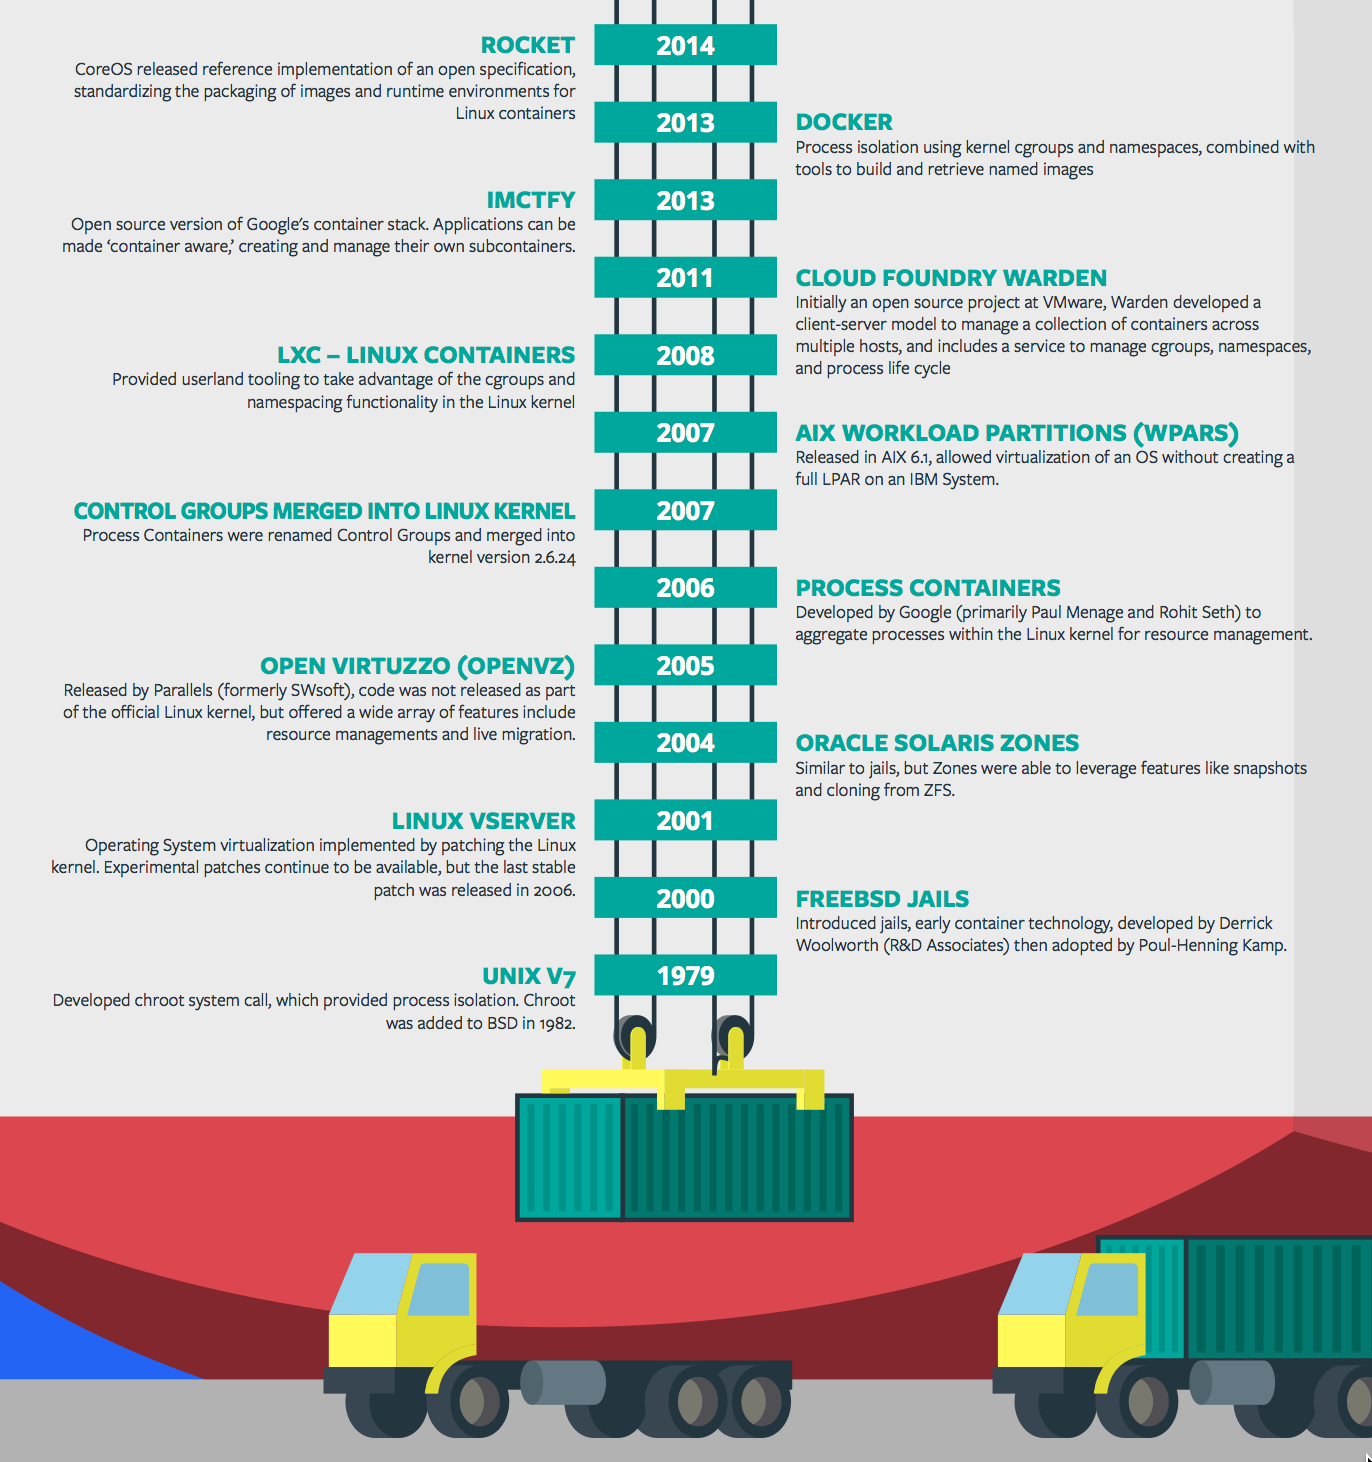 2014
ROCKET
CoreOS released reference implementation of an open specification,
standardizing the packaging of images and runtime environments for
Linux containers
2013
DOCKER
Process isolation using kernel cgroups and namespaces, combined with
tools to build and retrieve named images
2013
IMCTFY
Open source version of Google's container stack. Applications can be
made ‘container aware,’ creating and manage their own subcontainers.
2011
CLOUD FOUNDRY WARDEN
Initially an open source project at VMware, Warden developed a
client-server model to manage a collection of containers across
multiple hosts, and includes a service to manage cgroups, namespaces,
and process life cycle
2008
LXC – LINUX CONTAINERS
Provided userland tooling to take advantage of the cgroups and
namespacing functionality in the Linux kernel
2007
AIX WORKLOAD PARTITIONS (WPARS)
Released in AIX 6.1, allowed virtualization of an OS without creating a
full LPAR on an IBM System.
2007
CONTROL GROUPS MERGED INTO LINUX KERNEL
Process Containers were renamed Control Groups and merged into
kernel version 2.6.24
2006
PROCESS CONTAINERS
Developed by Google (primarily Paul Menage and Rohit Seth) to
aggregate processes within the Linux kernel for resource management.
2005
OPEN VIRTUZZO (OPENVZ)
Released by Parallels (formerly SWsoft), code was not released as part
of the official Linux kernel, but offered a wide array of features include
resource managements and live migration.
2004
ORACLE SOLARIS ZONES
Similar to jails, but Zones were able to leverage features like snapshots
and cloning from ZFS.
2001
LINUX VSERVER
Operating System virtualization implemented by patching the Linux
kernel. Experimental patches continue to be available, but the last stable
patch was released in 2006.
2000
FREEBSD JAILS
Introduced jails, early container technology, developed by Derrick
Woolworth (R&D Associates) then adopted by Poul-Henning Kamp.
1979
UNIX V7
Developed chroot system call, which provided process isolation. Chroot
was added to BSD in 1982.